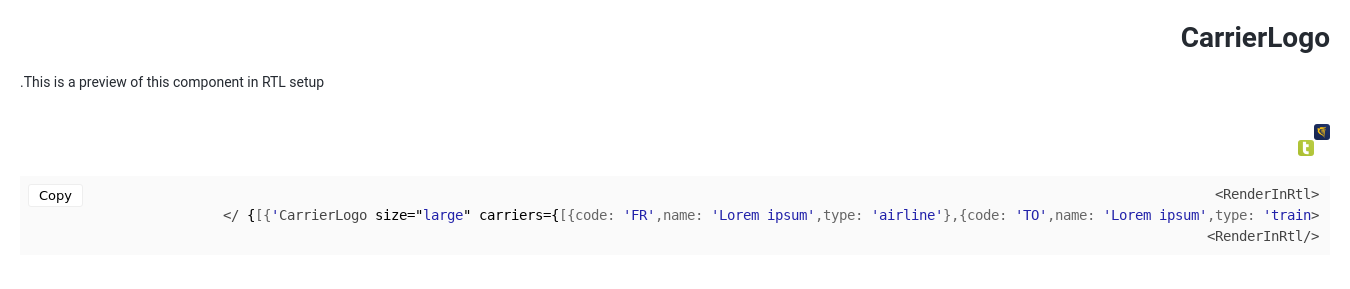 CarrierLogo
.This is a preview of this component in RTL setup
t
Copy
<RenderInRtl>
</ {[{'CarrierLogo size="large" carriers={[{code: 'FR',name: 'Lorem ipsum',type: 'airline'},{code: 'TO',name: 'Lorem ipsum',type: 'train>
<RenderInRtl/>